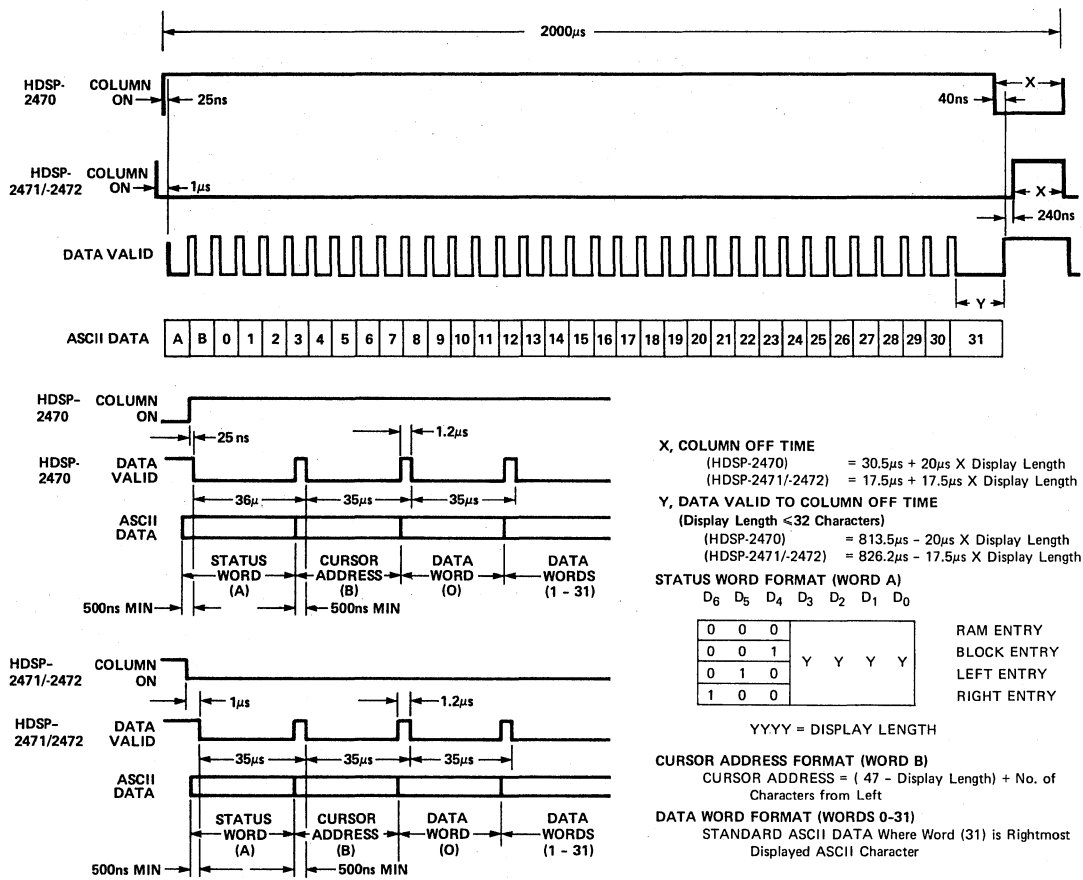 2000µs
HDSP-2470 COLUMN ON 25ns 40ns X
HDSP-2471/-2472 COLUMN ON 1µs X 240ns
DATA VALID Y
ASCII DATA A B 0 1 2 3 4 5 6 7 8 9 10 11 12 13 14 15 16 17 18 19 20 21 22 23 24 25 26 27 28 29 30 31
HDSP-2470 COLUMN ON
25 ns 1.2µs
HDSP-2470 DATA VALID
36µ 35µs 35µs
ASCII DATA
STATUS WORD (A) CURSOR ADDRESS (B) DATA WORD (O) DATA WORDS (1 - 31)
500ns MIN 500ns MIN
HDSP-2471/-2472 COLUMN ON
1µs 1.2µs
HDSP-2471/2472 DATA VALID
35µs 35µs 35µs
ASCII DATA
STATUS WORD (A) CURSOR ADDRESS (B) DATA WORD (O) DATA WORDS (1 - 31)
500ns MIN 500ns MIN
X, COLUMN OFF TIME
(HDSP-2470) = 30.5µs + 20µs X Display Length
(HDSP-2471/-2472) = 17.5µs + 17.5µs X Display Length
Y, DATA VALID TO COLUMN OFF TIME
(Display Length ≤32 Characters)
(HDSP-2470) = 813.5µs - 20µs X Display Length
(HDSP-2471/-2472) = 826.2µs - 17.5µs X Display Length
STATUS WORD FORMAT (WORD A)
D6 D5 D4 D3 D2 D1 D0
0 0 0 RAM ENTRY
0 0 1 BLOCK ENTRY
Y Y Y Y
0 1 0 LEFT ENTRY
1 0 0 RIGHT ENTRY
YYYY = DISPLAY LENGTH
CURSOR ADDRESS FORMAT (WORD B)
CURSOR ADDRESS = ( 47 - Display Length) + No. of
Characters from Left
DATA WORD FORMAT (WORDS 0-31)
STANDARD ASCII DATA Where Word (31) is Rightmost
Displayed ASCII Character